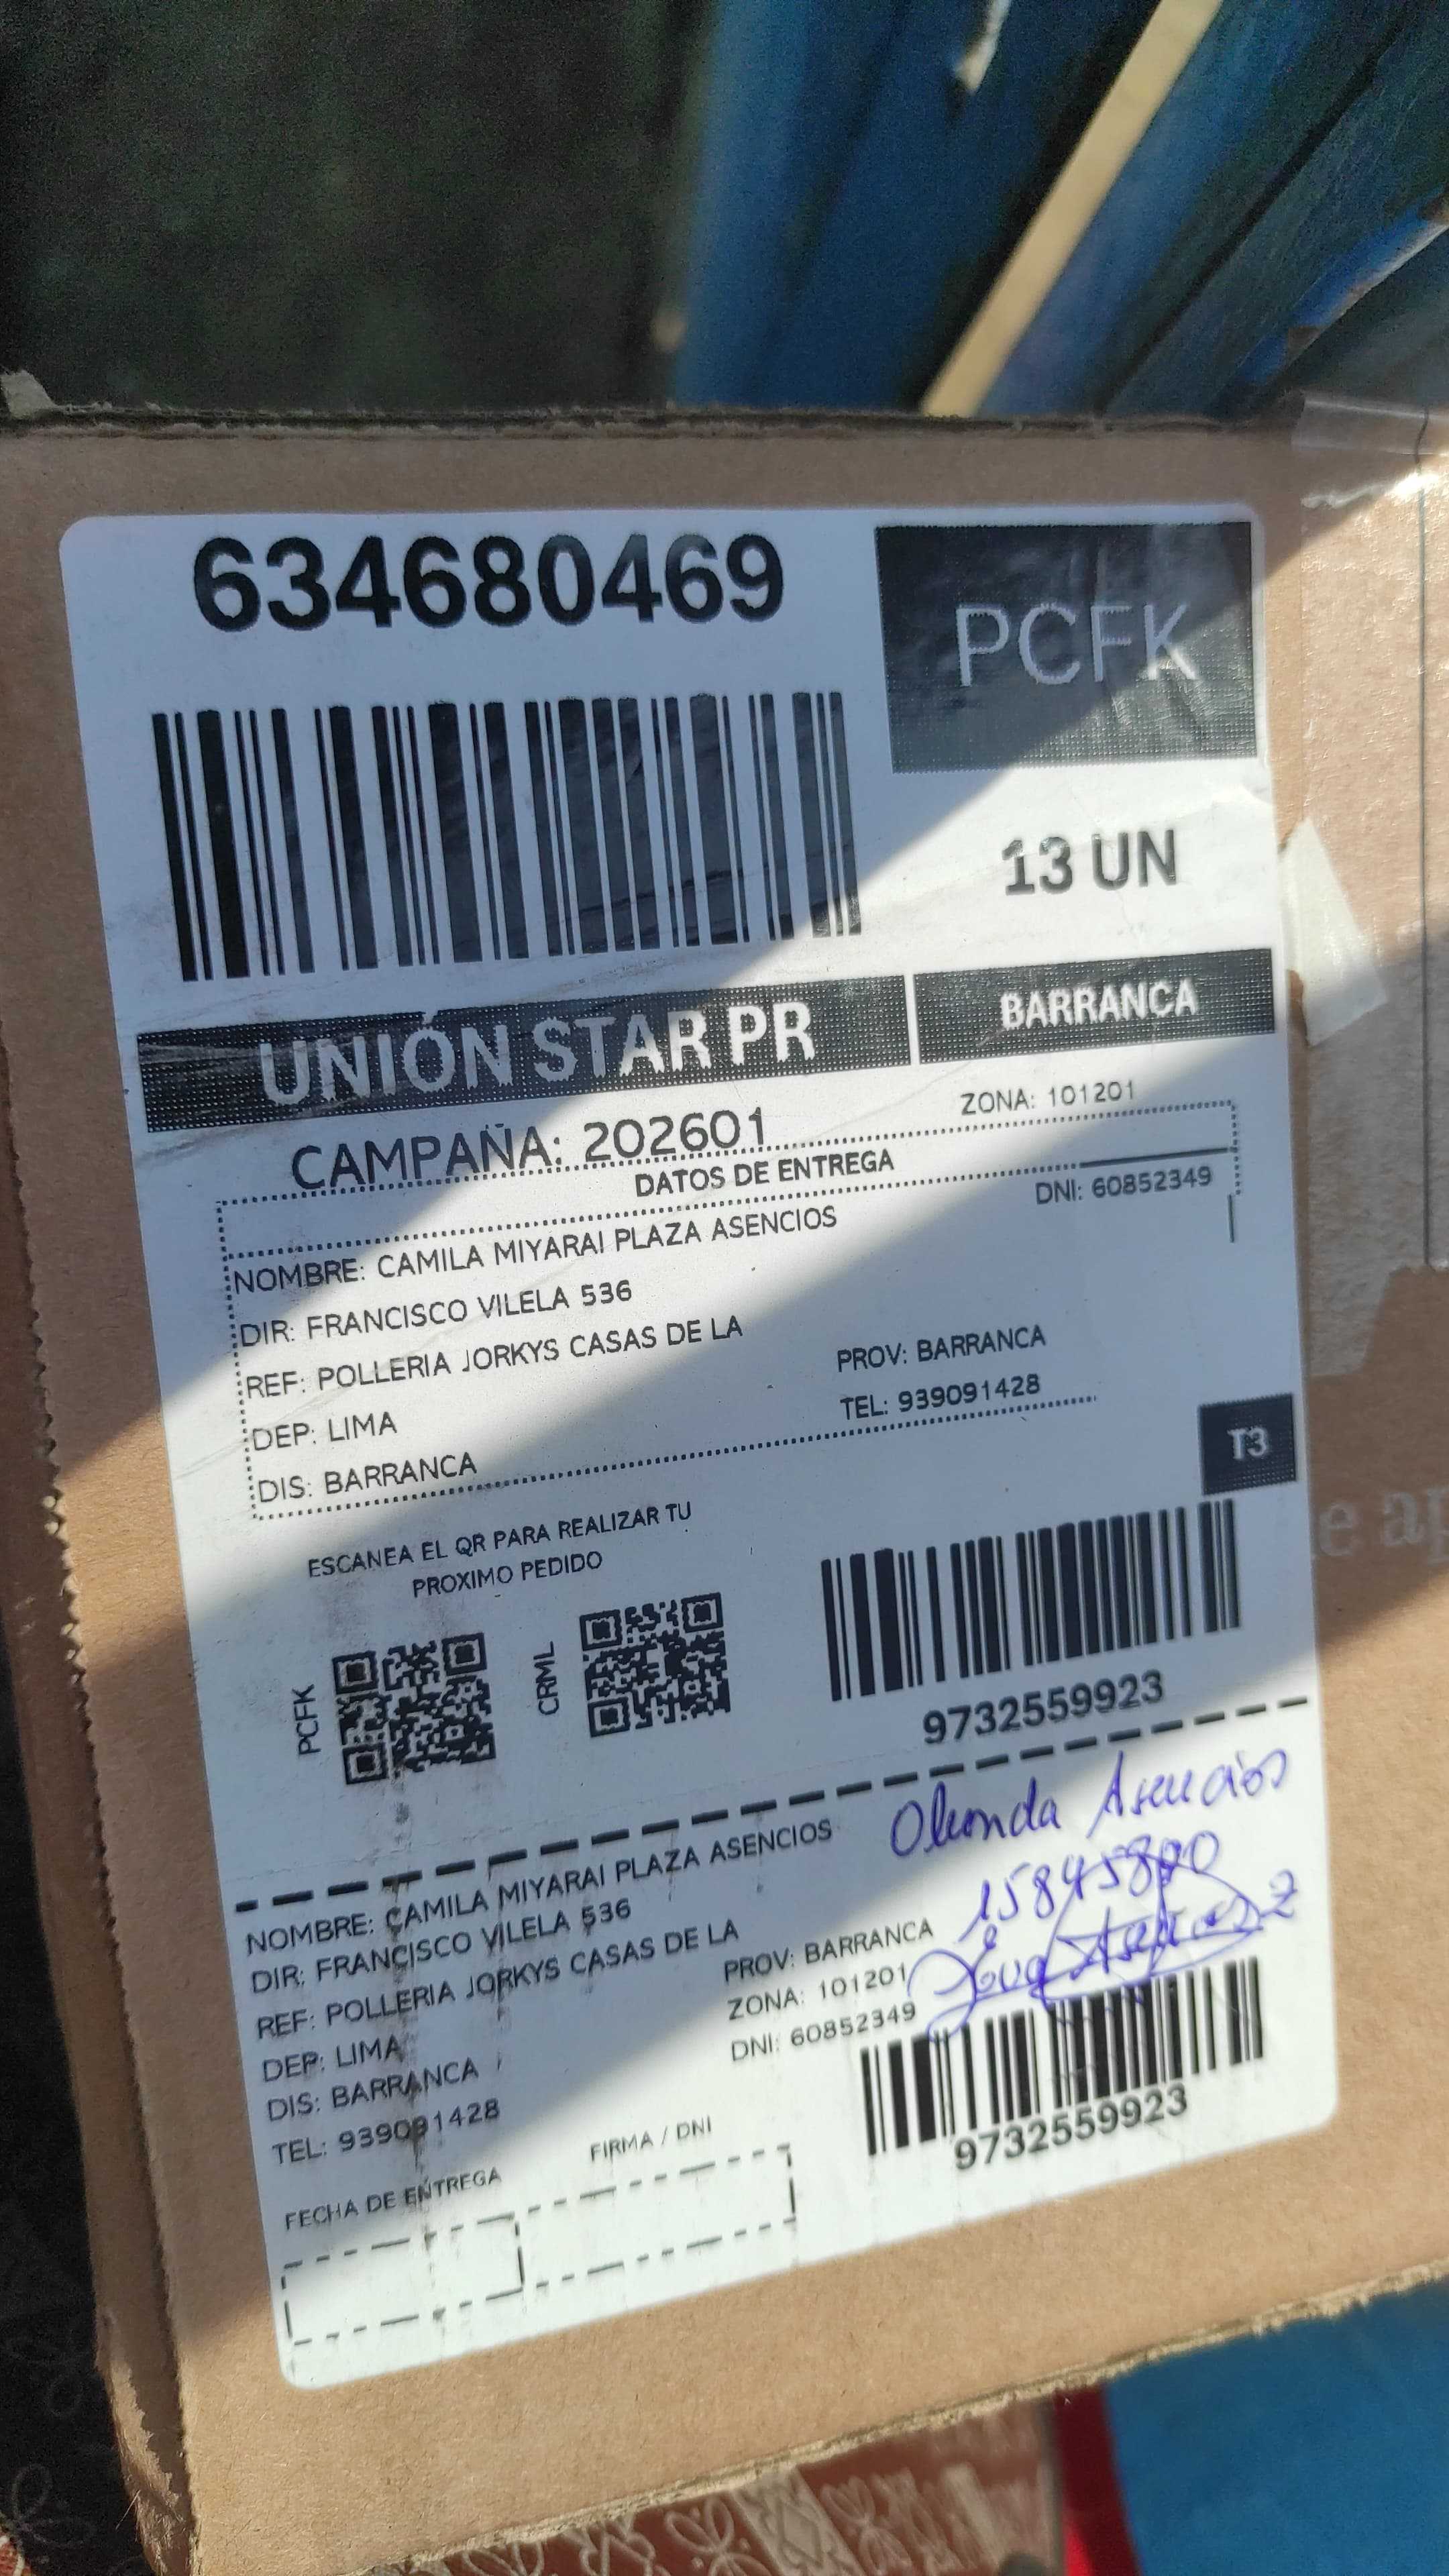 634680469
PCFK
13 UN
UNIÓN STAR PR
BARRANCA
CAMPAÑA: 202601
ZONA: 101201
DATOS DE ENTREGA
NOMBRE: CAMILA MIYARAI PLAZA ASENCIOS
DNI: 60852349
DIR: FRANCISCO VILELA 536
REF: POLLERIA JORKYS CASAS DE LA
DEP: LIMA
PROV: BARRANCA
DIS: BARRANCA
TEL: 939091428
T3
ESCANEA EL QR PARA REALIZAR TU
PROXIMO PEDIDO
PCFK
CRML
9732559923
NOMBRE: CAMILA MIYARAI PLAZA ASENCIOS
DIR: FRANCISCO VILELA 536
REF: POLLERIA JORKYS CASAS DE LA
DEP: LIMA
PROV: BARRANCA
ZONA: 101201
DIS: BARRANCA
DNI: 60852349
TEL: 939091428
Asencios
FECHA DE ENTREGA
FIRMA / DNI
9732559923